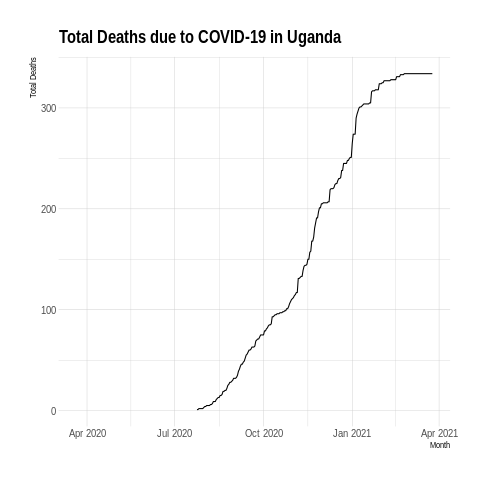 Total Deaths due to COVID-19 in Uganda
Total Deaths
300
200
100
0
Apr 2020 Jul 2020 Oct 2020 Jan 2021 Apr 2021
Month